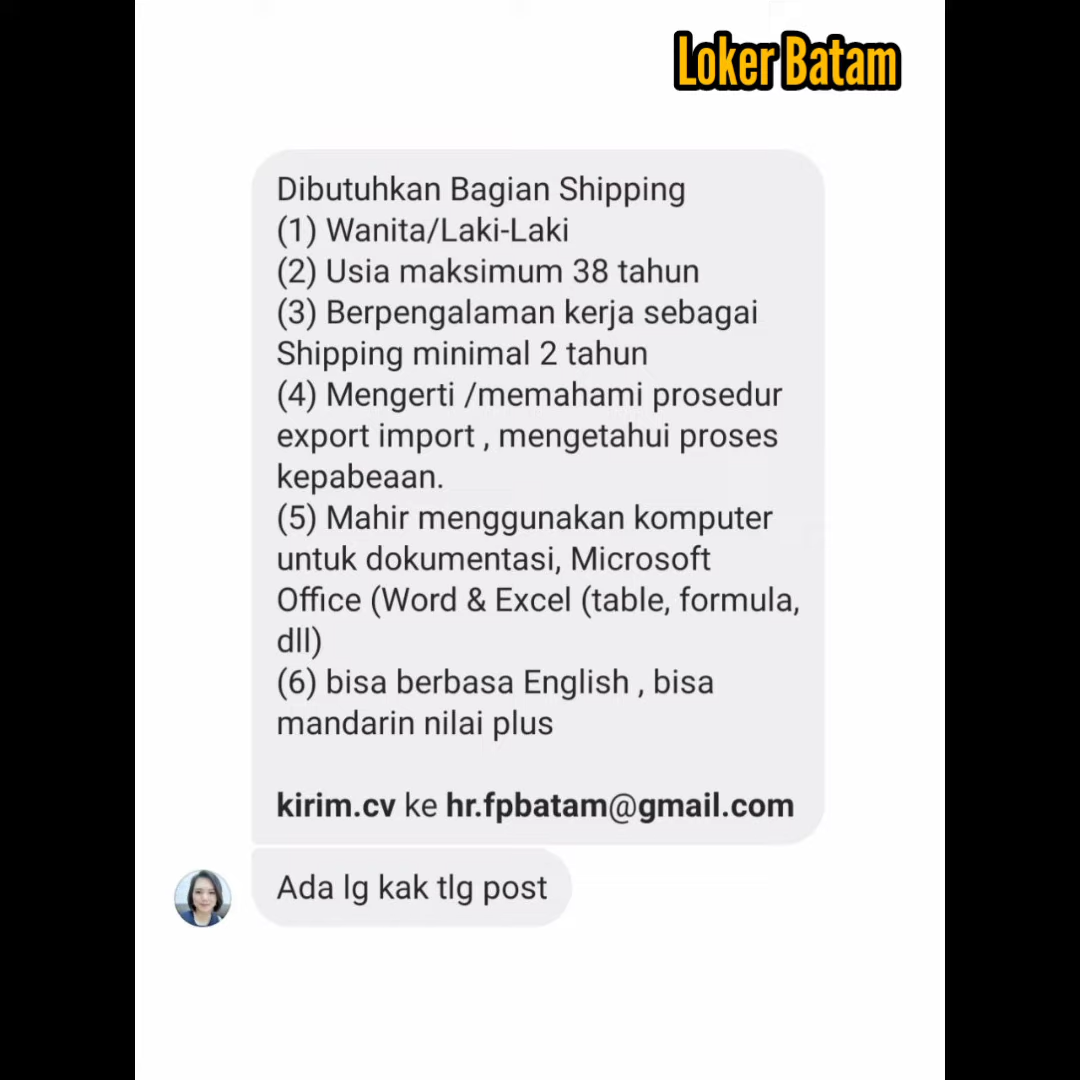 Loker Batam
Dibutuhkan Bagian Shipping
(1) Wanita/Laki-Laki
(2) Usia maksimum 38 tahun
(3) Berpengalaman kerja sebagai
Shipping minimal 2 tahun
(4) Mengerti /memahami prosedur
export import , mengetahui proses
kepabeaan.
(5) Mahir menggunakan komputer
untuk dokumentasi, Microsoft
Office (Word & Excel (table, formula,
dll)
(6) bisa berbasa English , bisa
mandarin nilai plus
kirim.cv ke hr.fpbatam@gmail.com
Ada lg kak tlg post